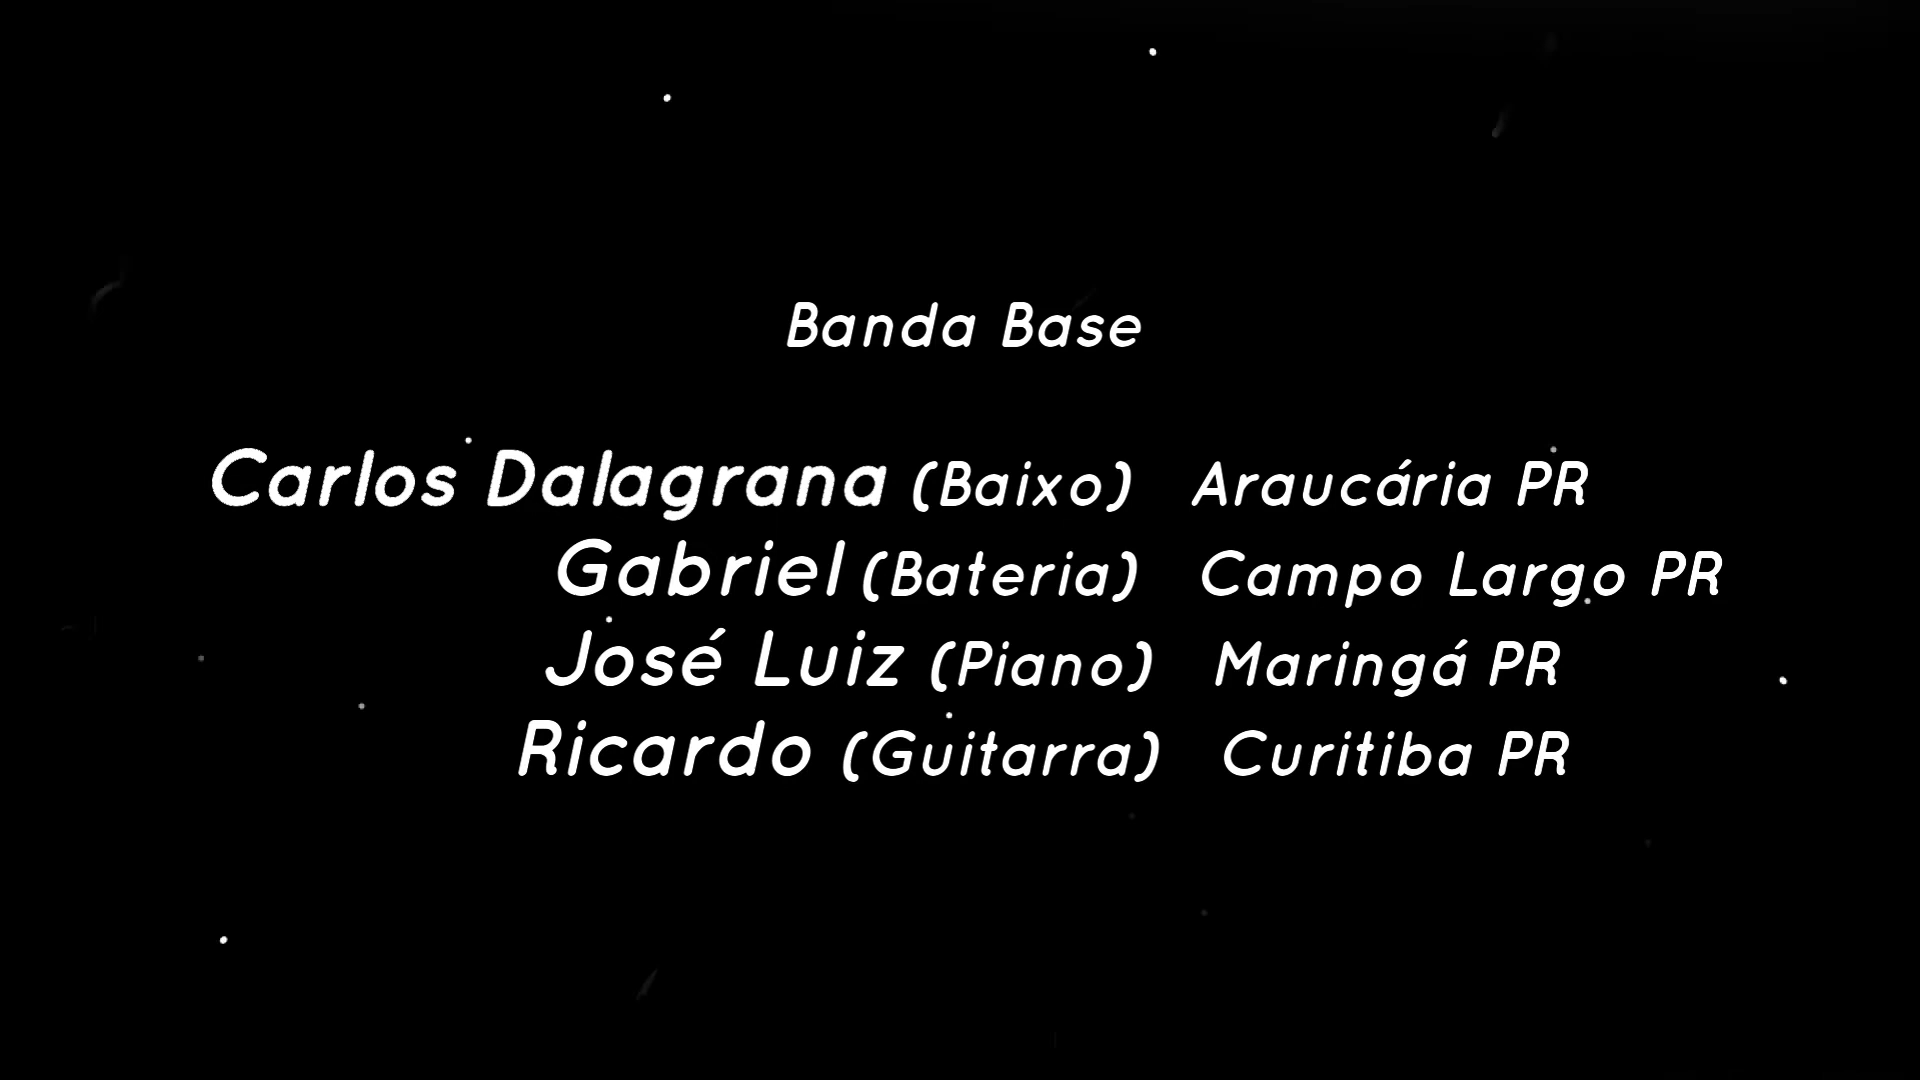 Banda Base
Carlos Dalagrana (Baixo) Araucária PR
Gabriel (Bateria) Campo Largo PR
José Luiz (Piano) Maringá PR
Ricardo (Guitarra) Curitiba PR